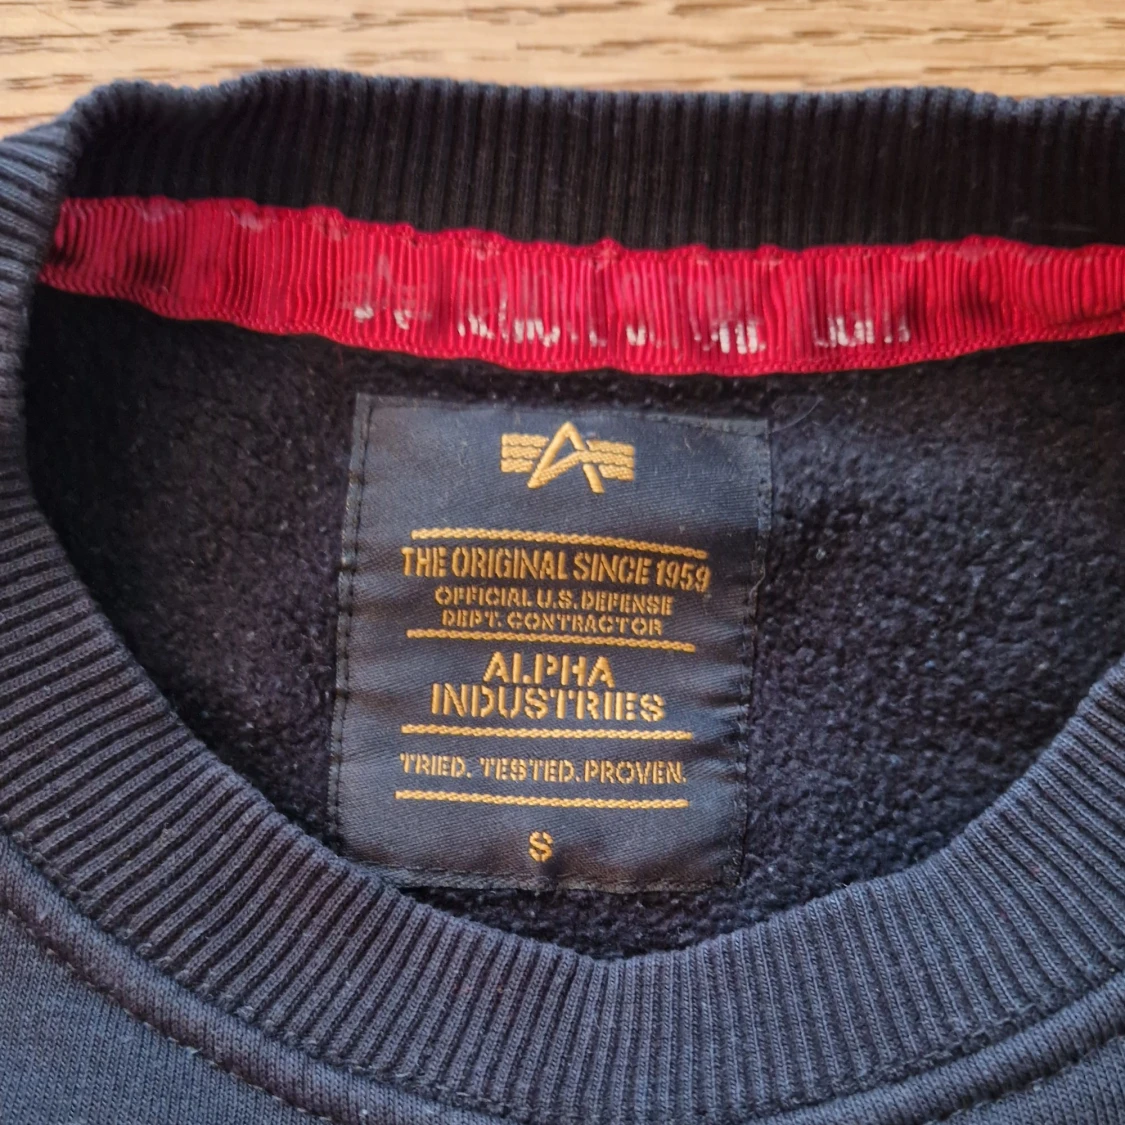 THE ORIGINAL SINCE 1959
OFFICIAL U.S. DEFENSE
DEPT. CONTRACTOR
ALPHA
INDUSTRIES
TRIED. TESTED. PROVEN.
S